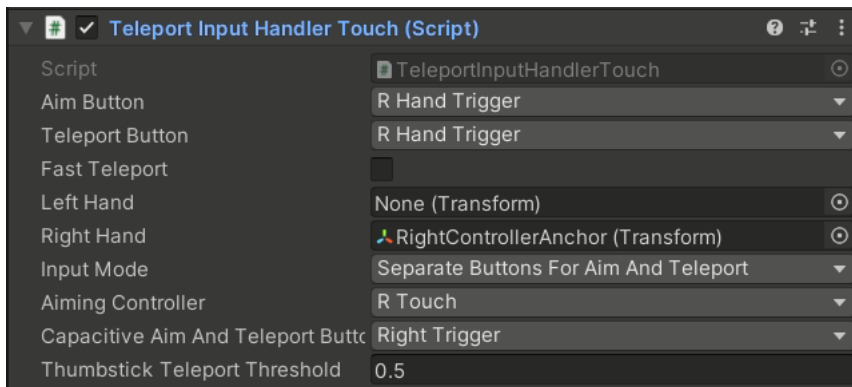 Teleport Input Handler Touch (Script)
Script # TeleportInputHandlerTouch
Aim Button R Hand Trigger
Teleport Button R Hand Trigger
Fast Teleport
Left Hand None (Transform)
Right Hand RightControllerAnchor (Transform)
Input Mode Separate Buttons For Aim And Teleport
Aiming Controller R Touch
Capacitive Aim And Teleport Butto Right Trigger
Thumbstick Teleport Threshold 0.5